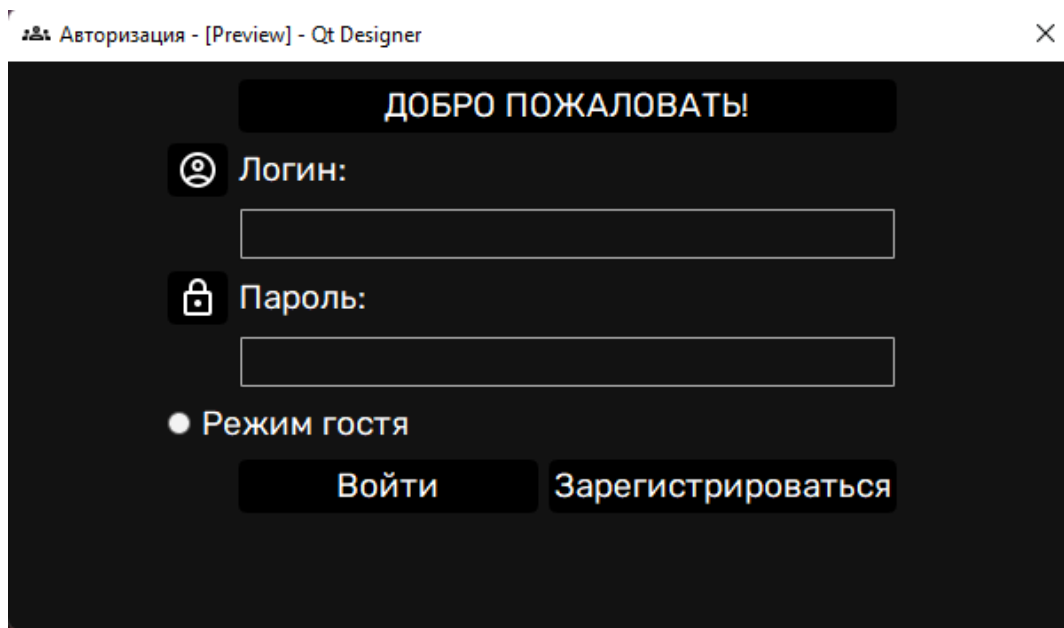 Авторизация - [Preview] - Qt Designer
ДОБРО ПОЖАЛОВАТЬ!
Логин:
Пароль:
Режим гостя
Войти Зарегистрироваться